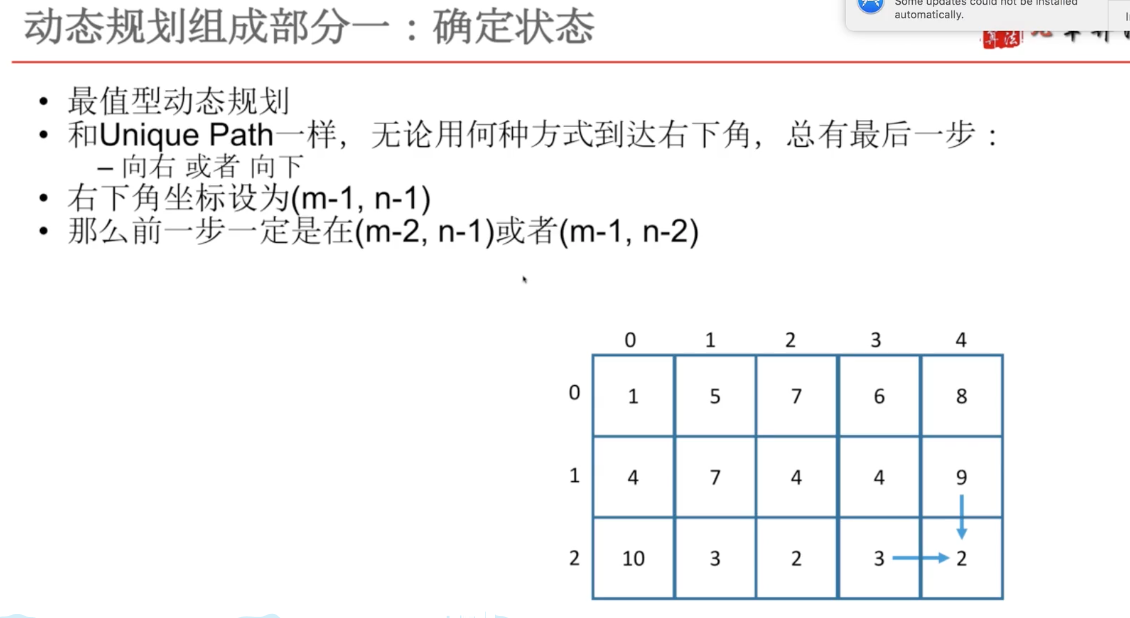 动态规划组成部分一：确定状态
Some updates could not be installed
automatically.
算法
• 最值型动态规划
• 和Unique Path一样，无论用何种方式到达右下角，总有最后一步：
– 向右 或者 向下
• 右下角坐标设为(m-1, n-1)
• 那么前一步一定是在(m-2, n-1)或者(m-1, n-2)
0 1 2 3 4
0 1 5 7 6 8
1 4 7 4 4 9
2 10 3 2 3 2